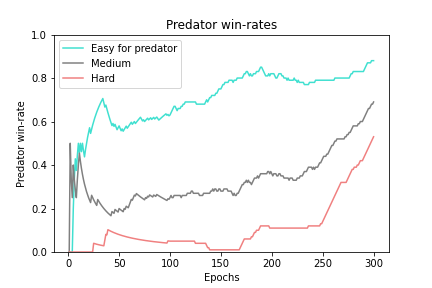 Predator win-rates
Easy for predator
Medium
Hard
Predator win-rate
1.0
0.8
0.6
0.4
0.2
0.0
0
50
100
150
200
250
300
Epochs